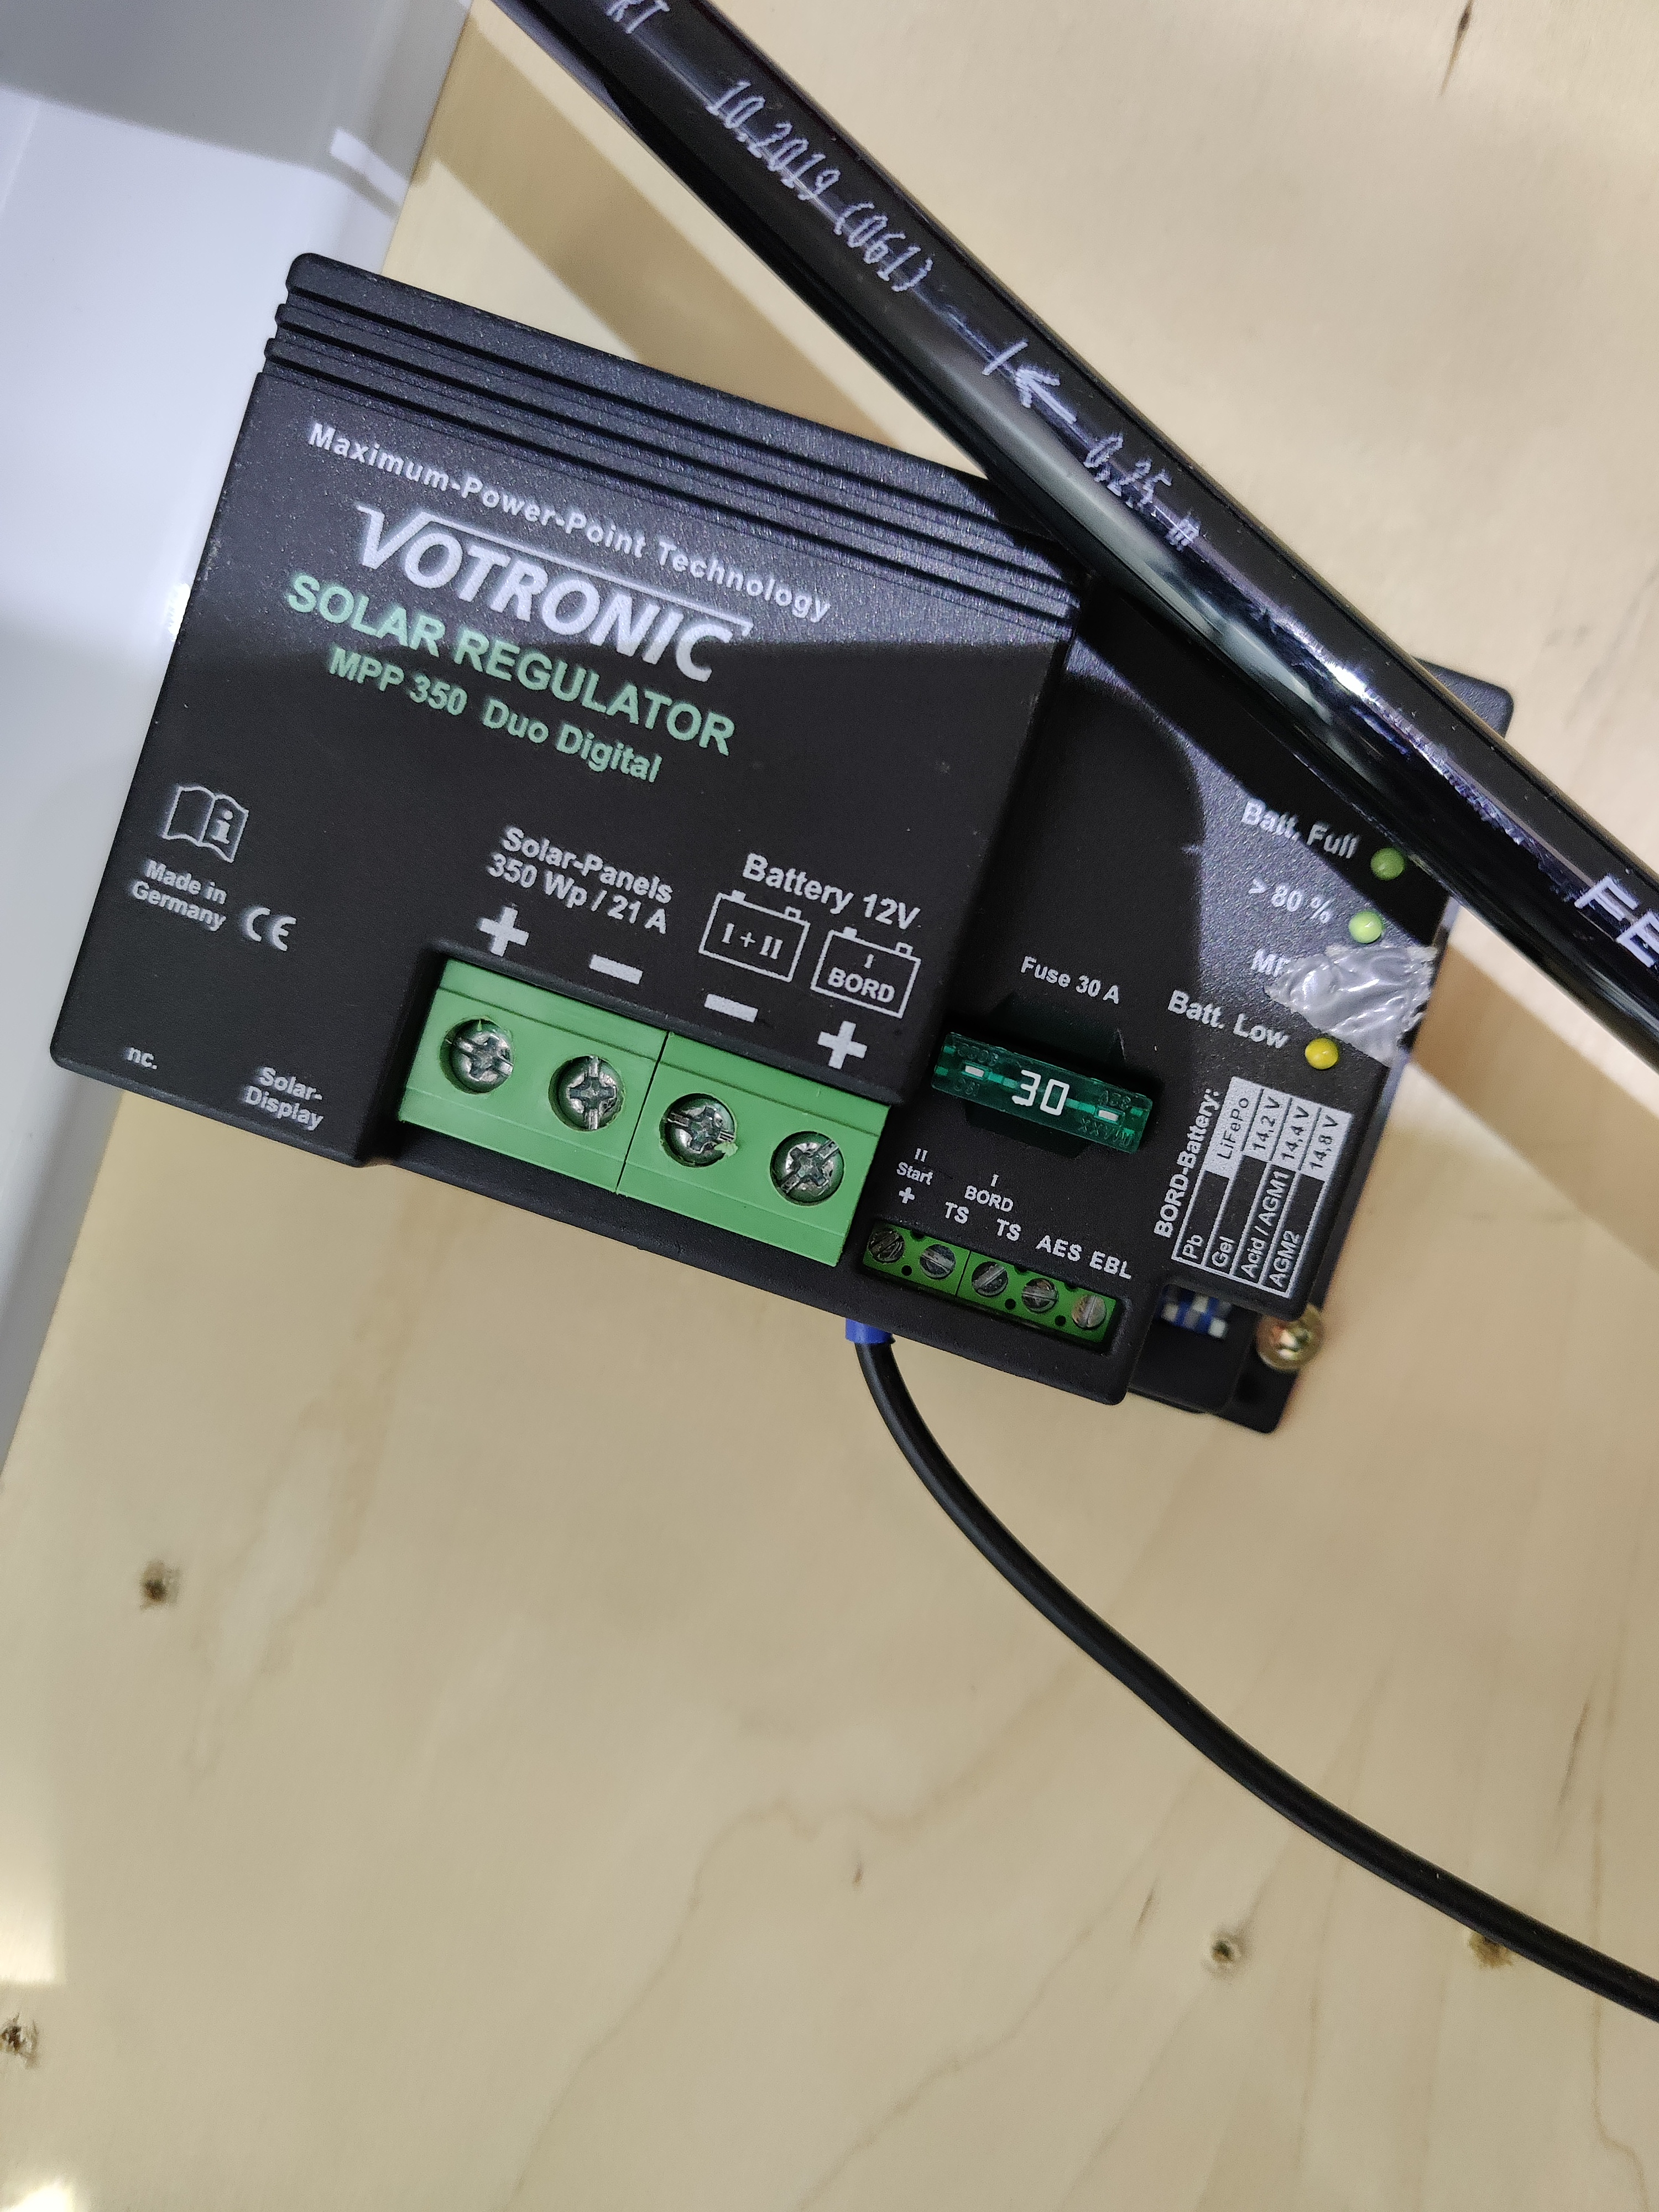 RT 10.2019 (061)
0,25 m
FE
Maximum-Power-Point Technology
VOTRONIC
SOLAR REGULATOR
MPP 350 Duo Digital
Made in
Germany
CE
Solar-Panels
350 Wp / 21 A
+
−
Battery 12V
I + II
I
BORD
−
+
nc.
Solar-
Display
Batt. Full
> 80 %
Batt. Low
Fuse 30 A
30
II
Start
+
I
BORD
TS
TS
AES
EBL
BORD-Battery:
Pb LiFePo
Gel 14,2 V
Acid / AGM1 14,4 V
AGM2 14,8 V